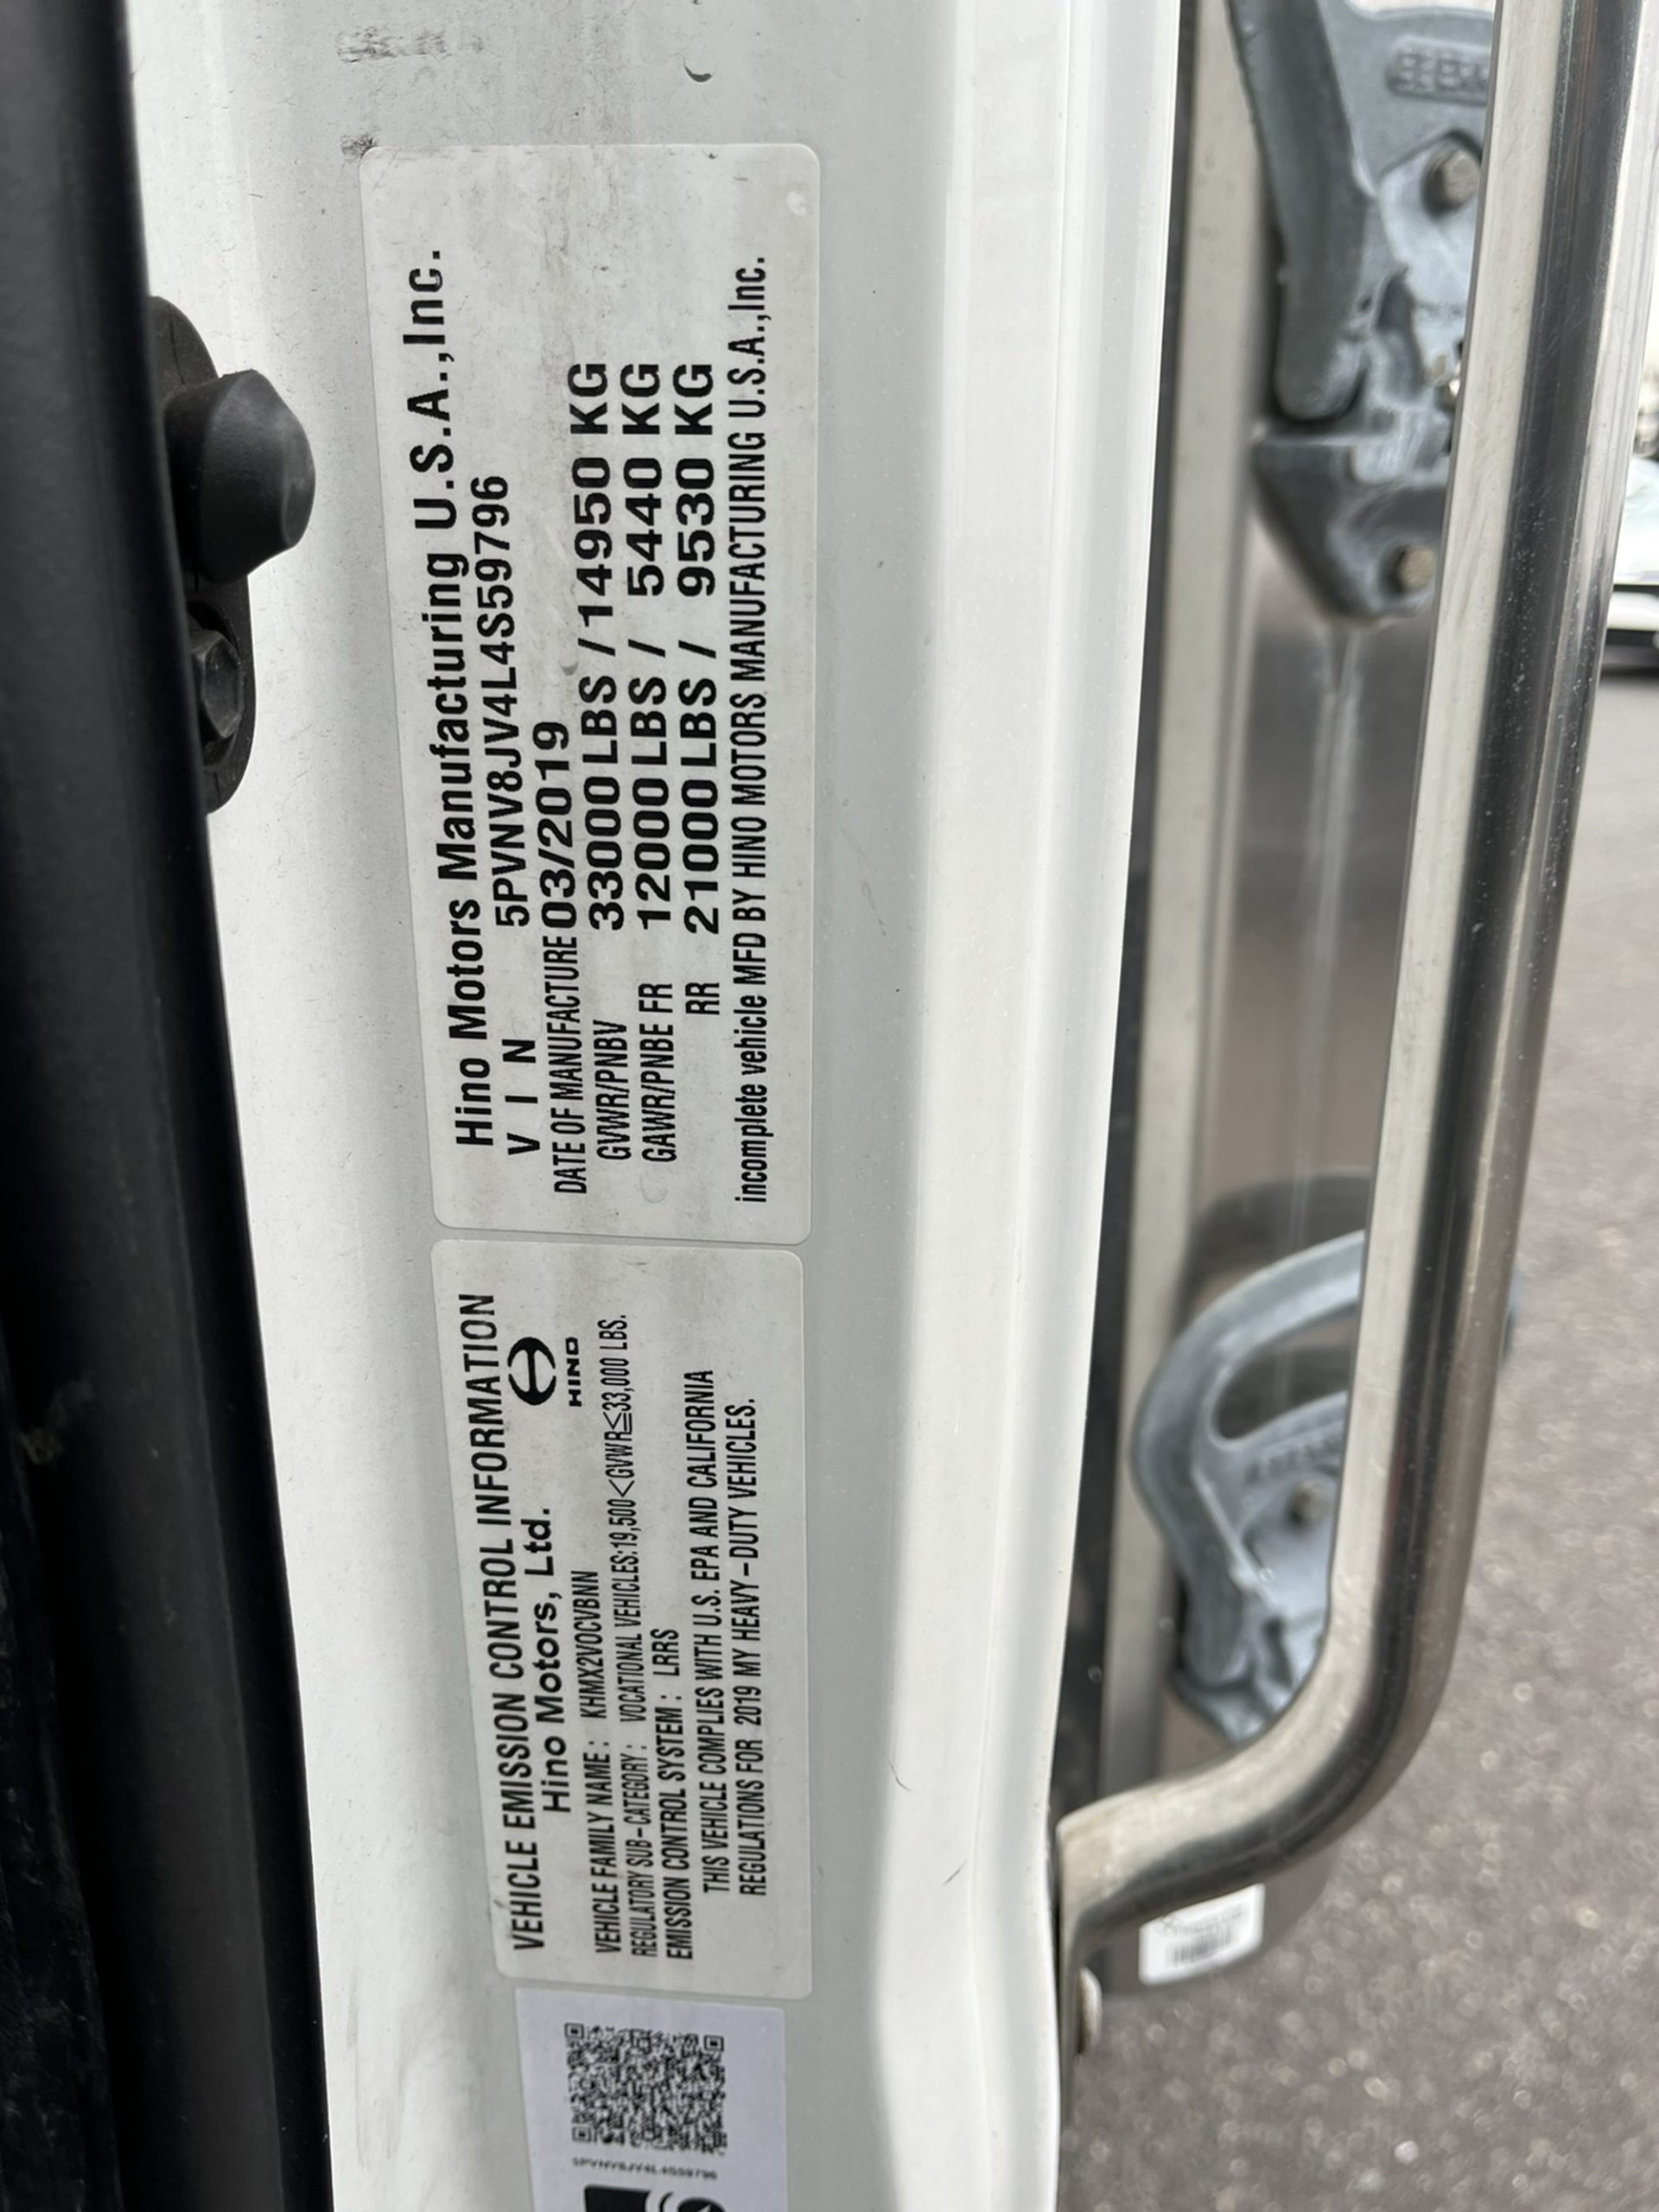 Hino Motors Manufacturing U.S.A.,Inc.
V I N 5PVNV8JV4L4S59796
DATE OF MANUFACTURE 03/2019
GVWR/PNBV 33000 LBS / 14950 KG
GAWR/PNBE FR 12000 LBS / 5440 KG
RR 21000 LBS / 9530 KG
incomplete vehicle MFD BY HINO MOTORS MANUFACTURING U.S.A.,Inc.
VEHICLE EMISSION CONTROL INFORMATION
Hino Motors, Ltd.
HINO
VEHICLE FAMILY NAME : KHMX2VOCVBNN
REGULATORY SUB-CATEGORY : VOCATIONAL VEHICLES:19,500<GVWR≦33,000 LBS.
EMISSION CONTROL SYSTEM : LRRS
THIS VEHICLE COMPLIES WITH U.S. EPA AND CALIFORNIA
REGULATIONS FOR 2019 MY HEAVY-DUTY VEHICLES.
5PVNV8JV4L4S59796